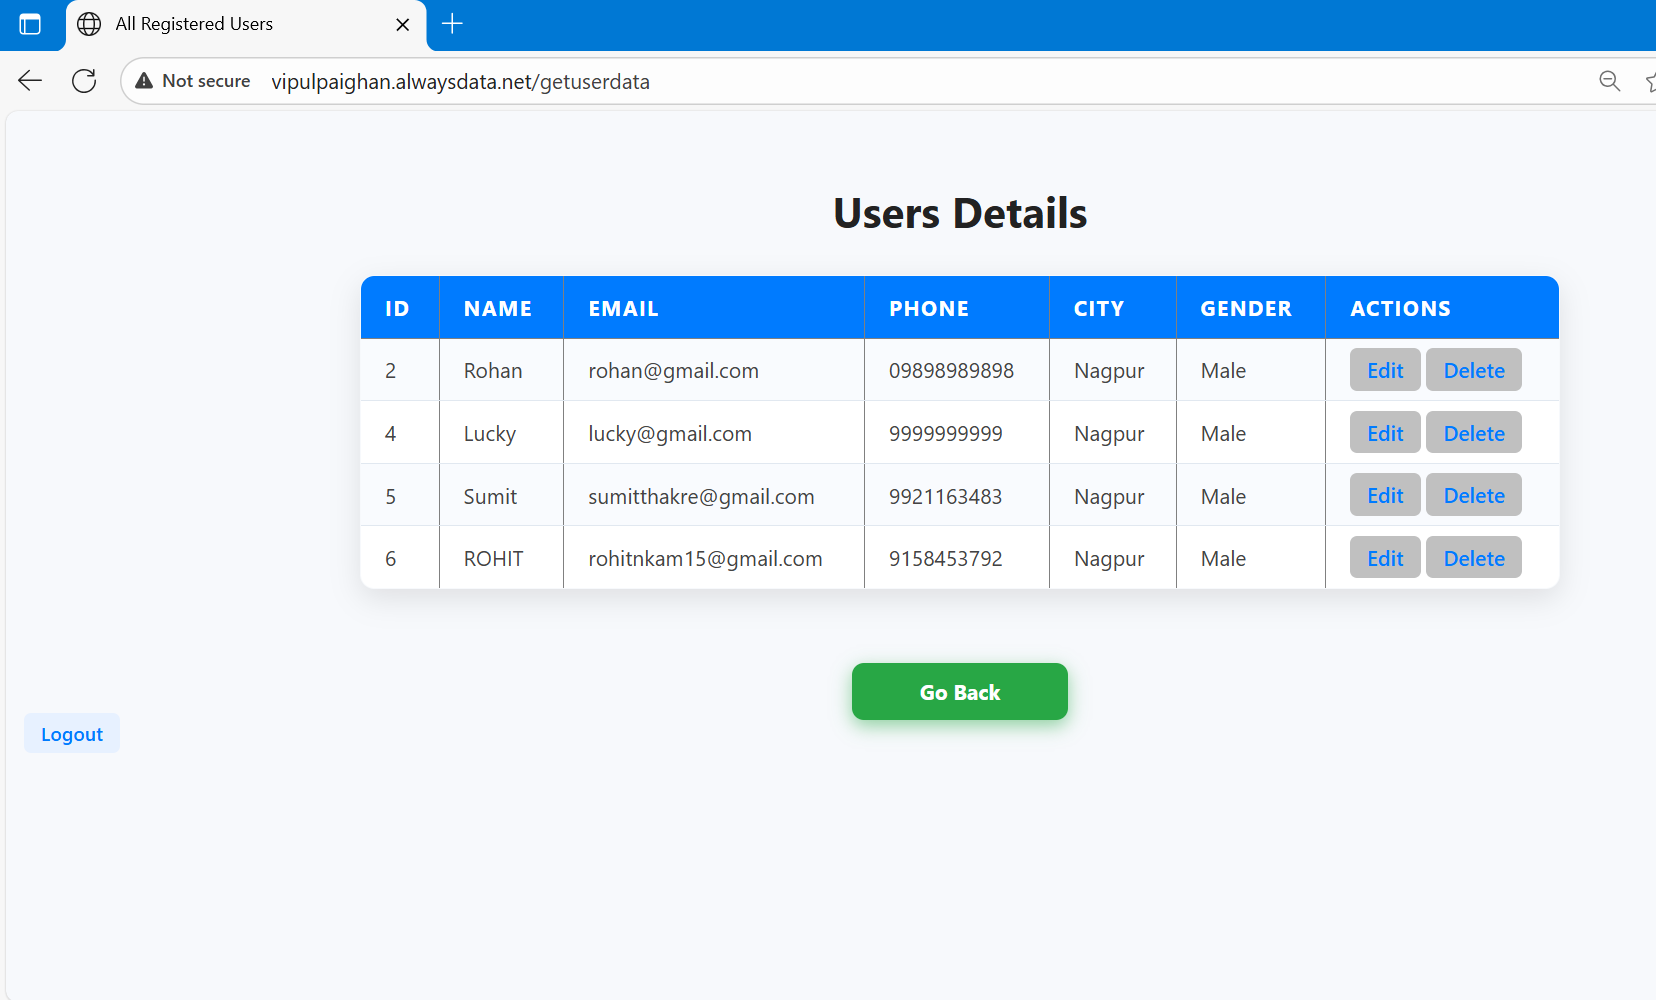 All Registered Users
Not secure vipulpaighan.alwaysdata.net/getuserdata
Users Details
ID NAME EMAIL PHONE CITY GENDER ACTIONS
2 Rohan rohan@gmail.com 09898989898 Nagpur Male Edit Delete
4 Lucky lucky@gmail.com 9999999999 Nagpur Male Edit Delete
5 Sumit sumitthakre@gmail.com 9921163483 Nagpur Male Edit Delete
6 ROHIT rohitnkam15@gmail.com 9158453792 Nagpur Male Edit Delete
Go Back
Logout